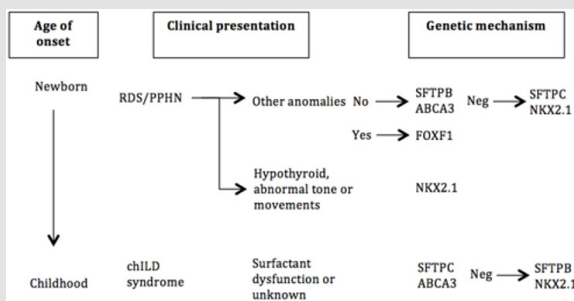 Age of
onset
Clinical presentation
Genetic mechanism
Newborn
RDS/PPHN
Other anomalies No
SFTPB
ABCA3
Neg
SFTPC
NKX2.1
Yes
FOXF1
Hypothyroid,
abnormal tone or
movements
NKX2.1
Childhood
chILD
syndrome
Surfactant
dysfunction or
unknown
SFTPC
ABCA3
Neg
SFTPB
NKX2.1